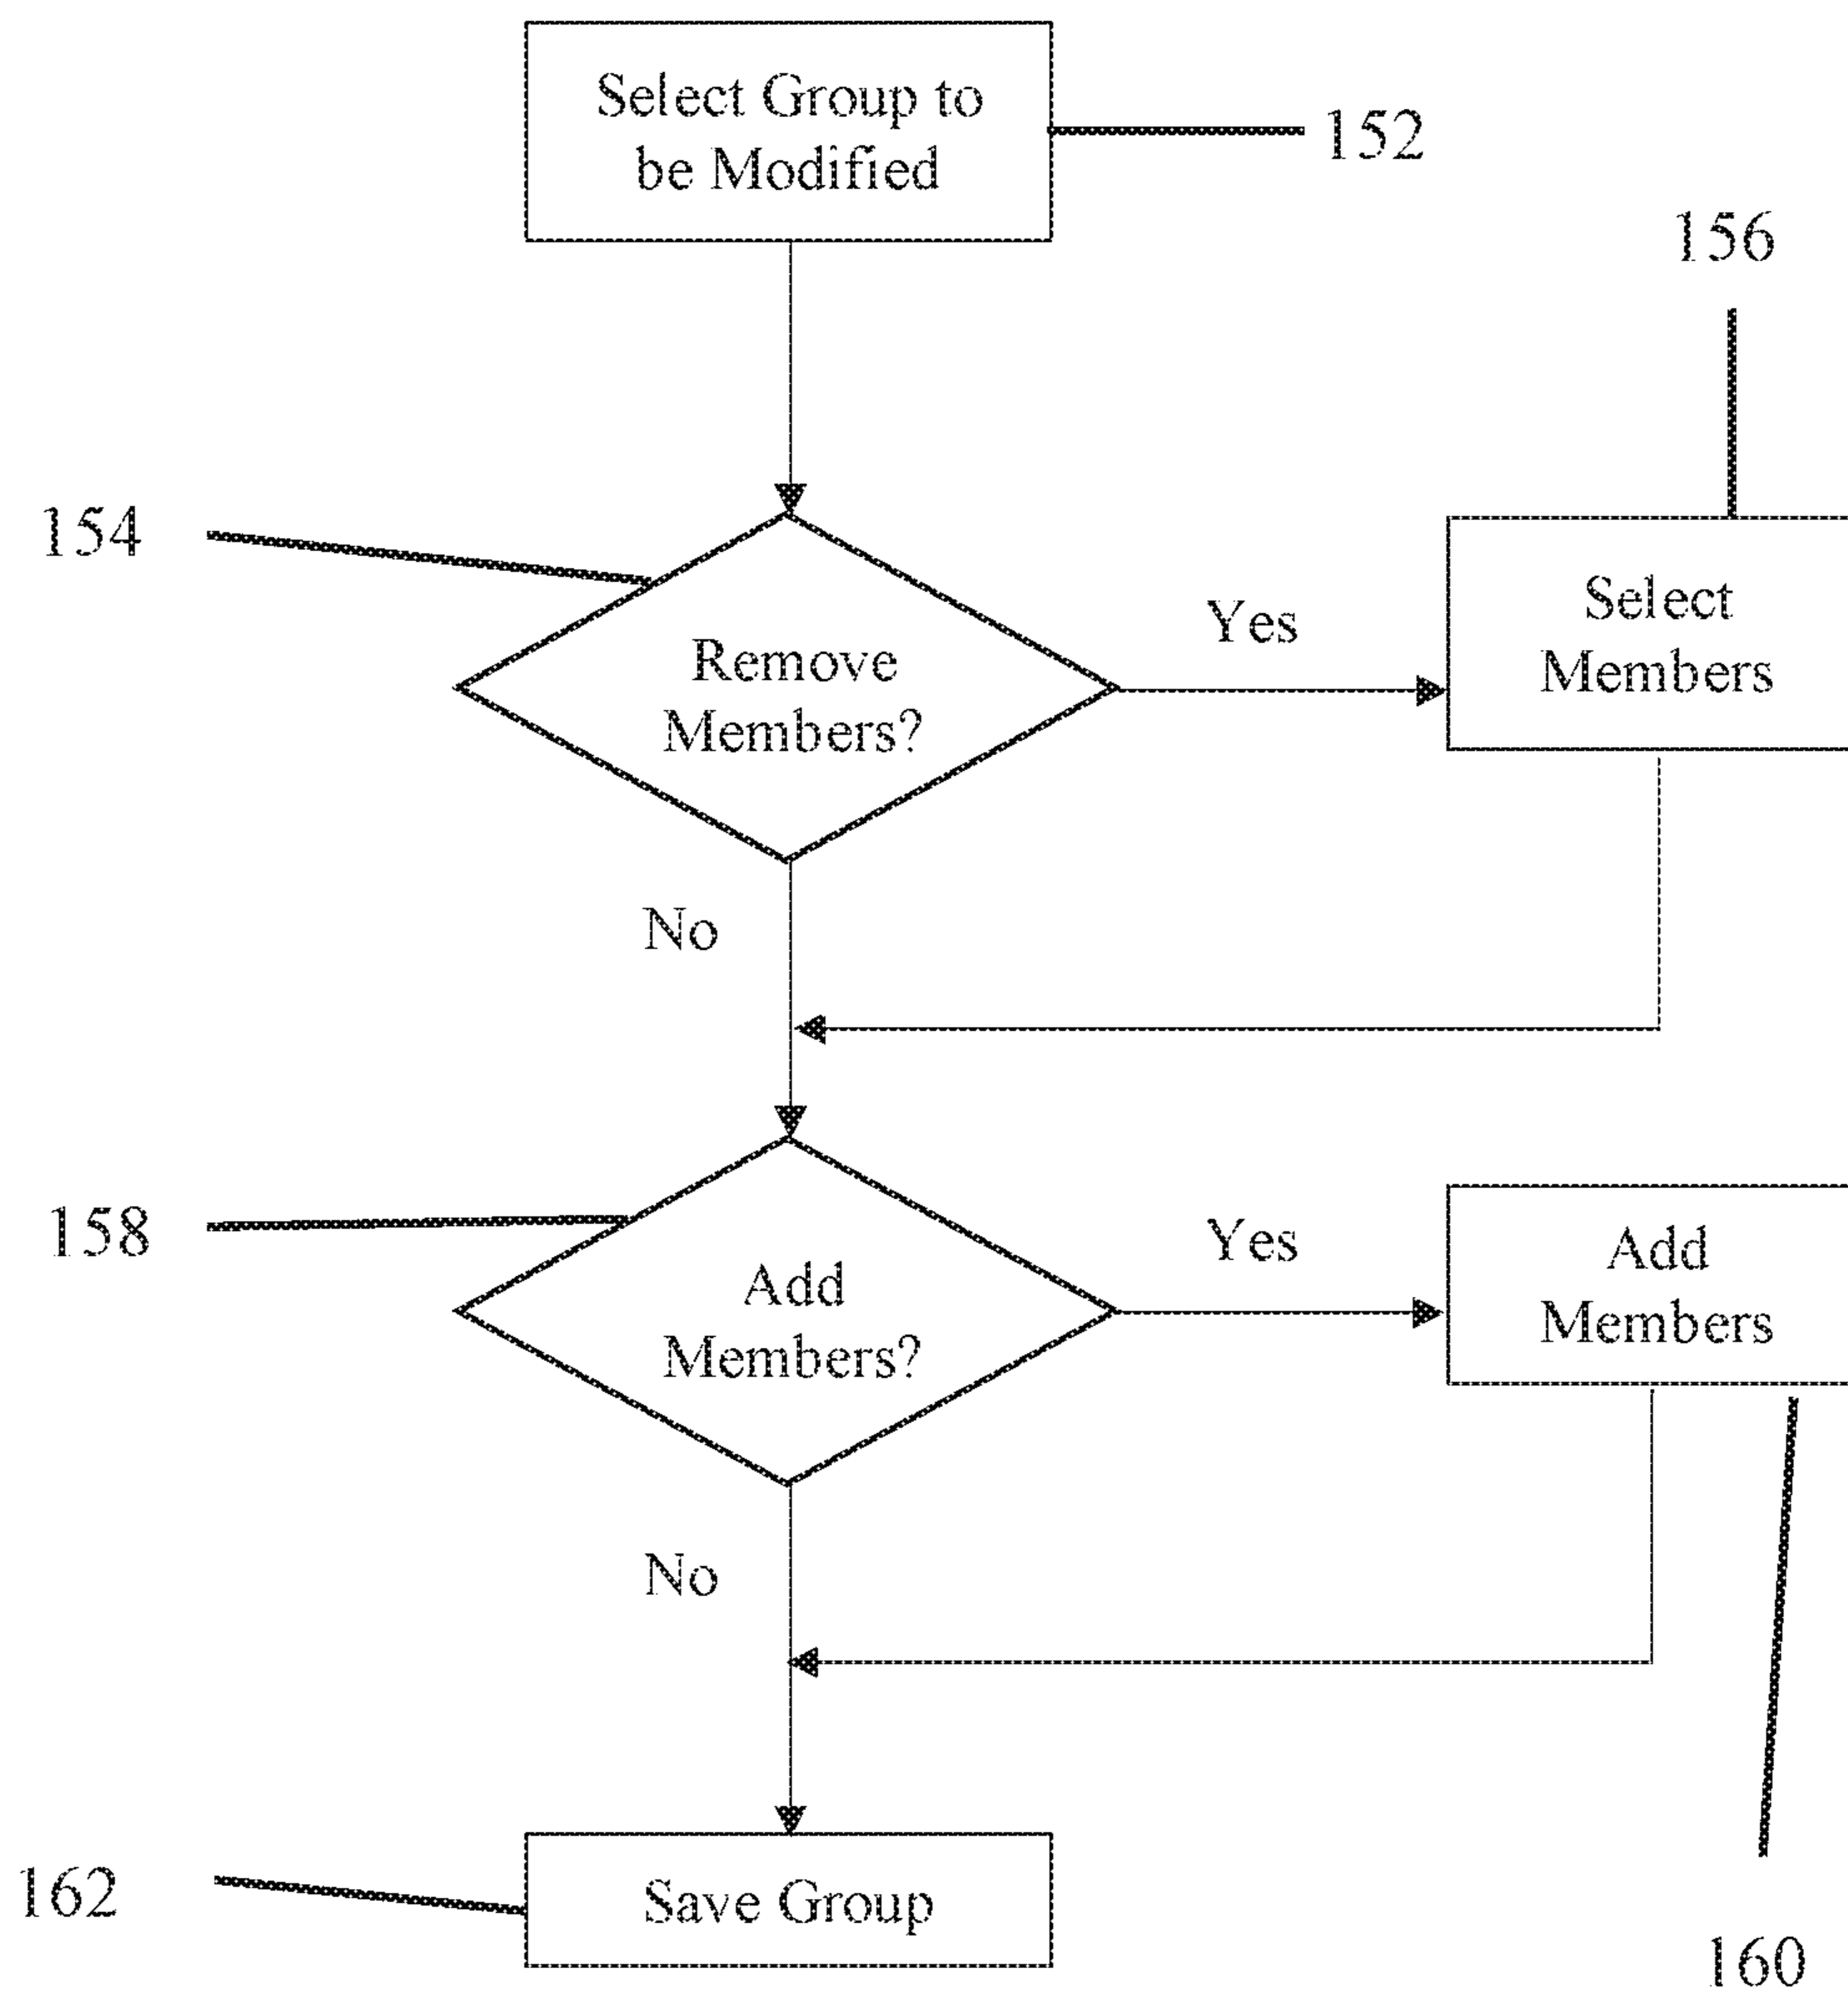 Select Group to
be Modified
152
156
154
Remove
Members?
Yes
Select
Members
No
158
Add
Members?
Yes
Add
Members
No
162
Save Group
160